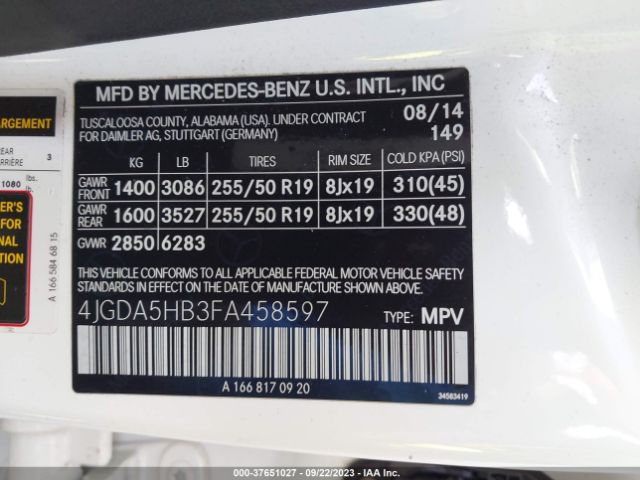 MFD BY MERCEDES-BENZ U.S. INTL., INC
TUSCALOOSA COUNTY, ALABAMA (USA). UNDER CONTRACT
FOR DAIMLER AG, STUTTGART (GERMANY)
08/14
149
KG LB TIRES RIM SIZE COLD KPA (PSI)
GAWR FRONT 1400 3086 255/50 R19 8Jx19 310(45)
GAWR REAR 1600 3527 255/50 R19 8Jx19 330(48)
GWR 2850 6283
THIS VEHICLE CONFORMS TO ALL APPLICABLE FEDERAL MOTOR VEHICLE SAFETY
STANDARDS IN EFFECT ON THE DATE OF MANUFACTURE SHOWN ABOVE.
4JGDA5HB3FA458597
TYPE: MPV
A 166 817 09 20
34583419
ARGEMENT
3
1080
lbs.
lb.
FOR
NAL
ION
A 166 584 68 15
000-37651027 - 09/22/2023 - IAA Inc.